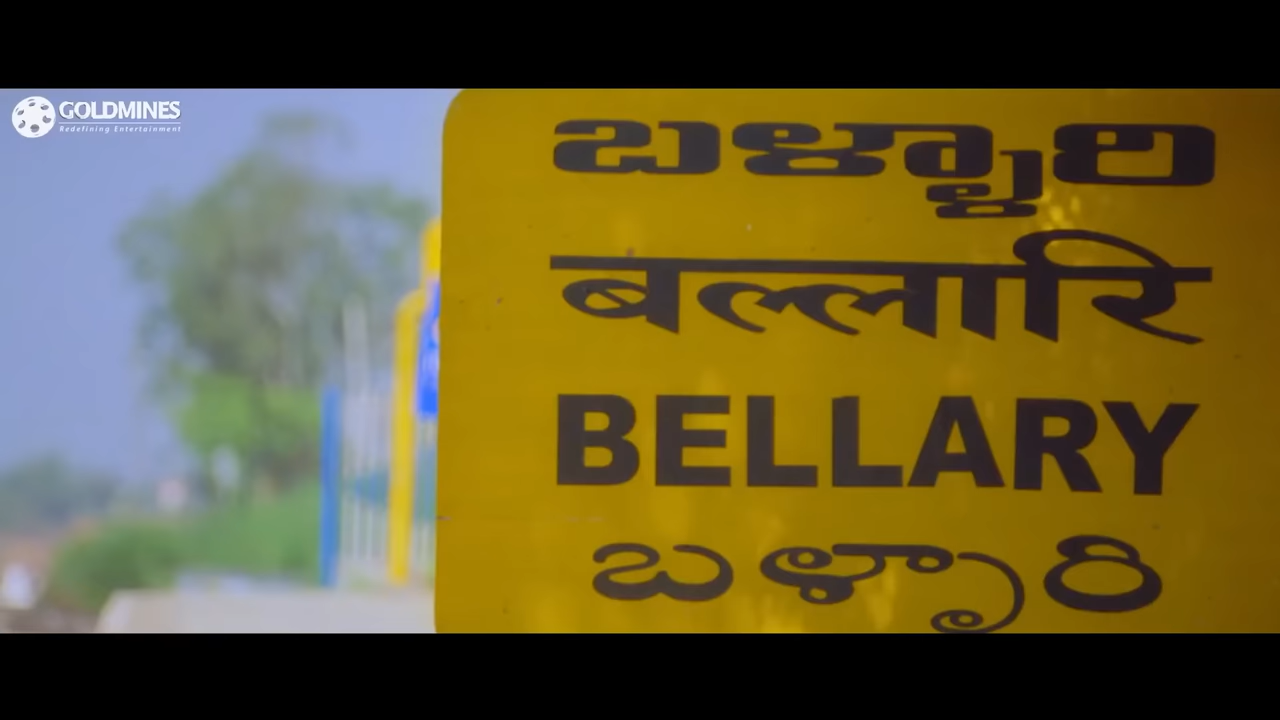 GOLDMINES
Redefining Entertainment
ಬಳ್ಳಾರಿ
बल्लारि
BELLARY
బళ్ళారి